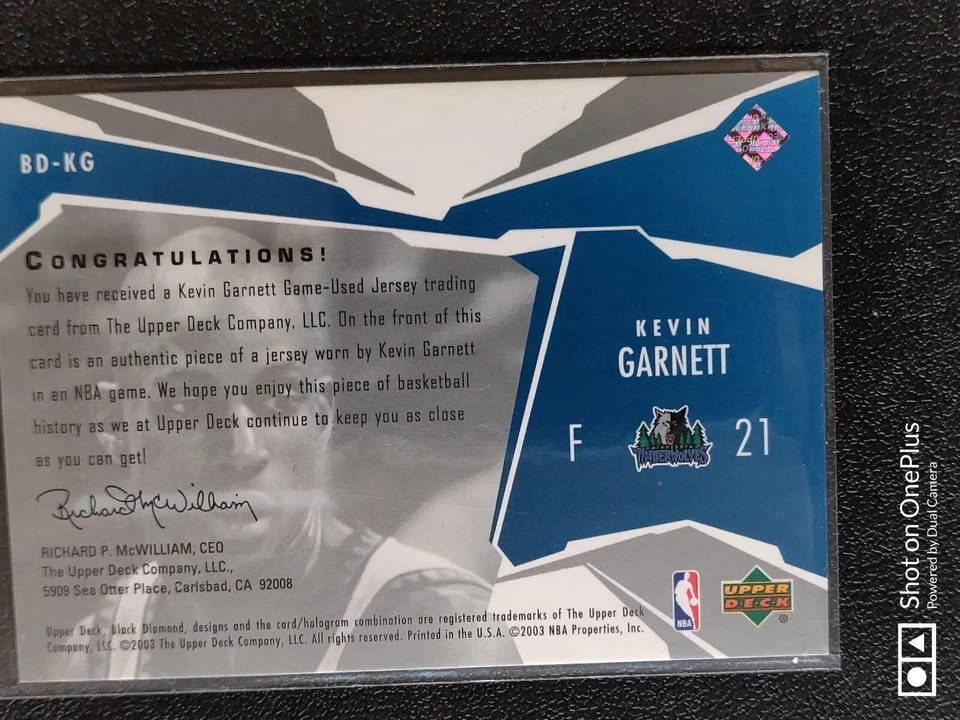 BD-KG
CONGRATULATIONS!
You have received a Kevin Garnett Game-Used Jersey trading
card from The Upper Deck Company, LLC. On the front of this
card is an authentic piece of a jersey worn by Kevin Garnett
in an NBA game. We hope you enjoy this piece of basketball
history as we at Upper Deck continue to keep you as close
as you can get!
Richard P McWilliam
RICHARD P. McWILLIAM, CEO
The Upper Deck Company, LLC.,
5909 Sea Otter Place, Carlsbad, CA 92008
Upper Deck, Black Diamond, designs and the card/hologram combination are registered trademarks of The Upper Deck
Company, LLC. ©2003 The Upper Deck Company, LLC. All rights reserved. Printed in the U.S.A. ©2003 NBA Properties, Inc.
KEVIN
GARNETT
F
TIMBERWOLVES
21
NBA
UPPER
DECK
®
Shot on OnePlus
Powered by Dual Camera